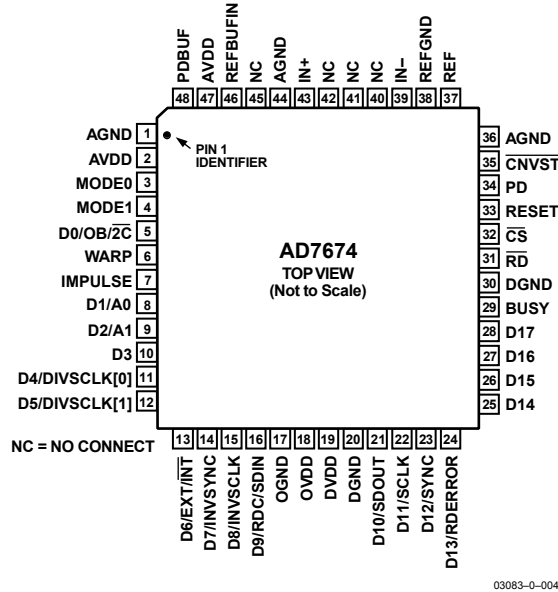 PDBUF
AVDD
REFBUFIN
NC
AGND
IN+
NC
NC
NC
IN–
REFGND
REF
48 47 46 45 44 43 42 41 40 39 38 37
AGND 1
AVDD 2
MODE0 3
MODE1 4
D0/OB/2C 5
WARP 6
IMPULSE 7
D1/A0 8
D2/A1 9
D3 10
D4/DIVSCLK[0] 11
D5/DIVSCLK[1] 12
PIN 1
IDENTIFIER
AD7674
TOP VIEW
(Not to Scale)
36 AGND
35 CNVST
34 PD
33 RESET
32 CS
31 RD
30 DGND
29 BUSY
28 D17
27 D16
26 D15
25 D14
NC = NO CONNECT
13 14 15 16 17 18 19 20 21 22 23 24
D6/EXT/INT
D7/INVSYNC
D8/INVSCLK
D9/RDC/SDIN
OGND
OVDD
DVDD
DGND
D10/SDOUT
D11/SCLK
D12/SYNC
D13/RDERROR
03083–0–004